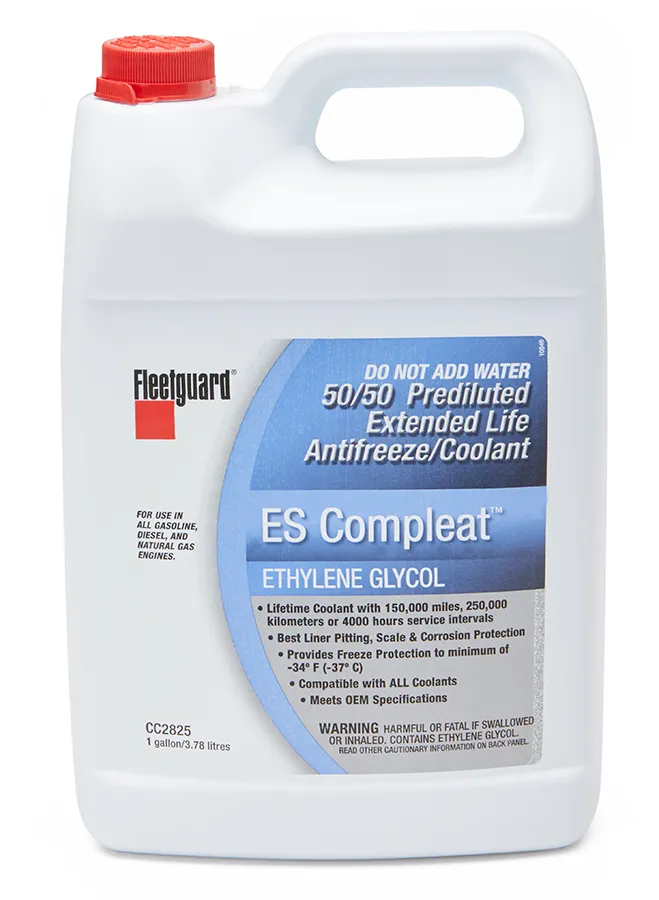 Fleetguard®
DO NOT ADD WATER
50/50 Prediluted
Extended Life
Antifreeze/Coolant
FOR USE IN
ALL GASOLINE,
DIESEL, AND
NATURAL GAS
ENGINES.
ES Compleat™
ETHYLENE GLYCOL
• Lifetime Coolant with 150,000 miles, 250,000
kilometers or 4000 hours service intervals
• Best Liner Pitting, Scale & Corrosion Protection
• Provides Freeze Protection to minimum of
-34º F (-37º C)
• Compatible with ALL Coolants
• Meets OEM Specifications
CC2825
1 gallon/3.78 litres
WARNING HARMFUL OR FATAL IF SWALLOWED
OR INHALED. CONTAINS ETHYLENE GLYCOL.
READ OTHER CAUTIONARY INFORMATION ON BACK PANEL.